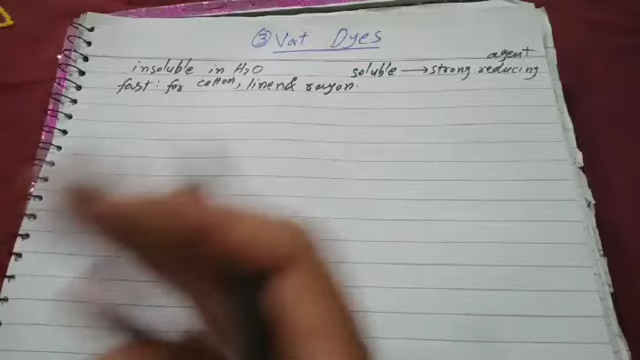 ③ Vat Dyes
insoluble in H₂O soluble → strong reducing agent
fast: for cotton, linen & rayon.